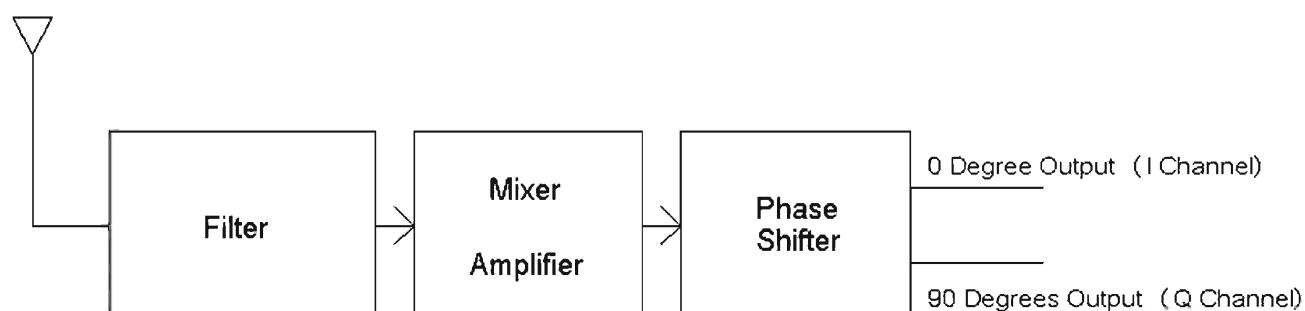 Filter
Mixer
Amplifier
Phase
Shifter
0 Degree Output (I Channel)
90 Degrees Output (Q Channel)